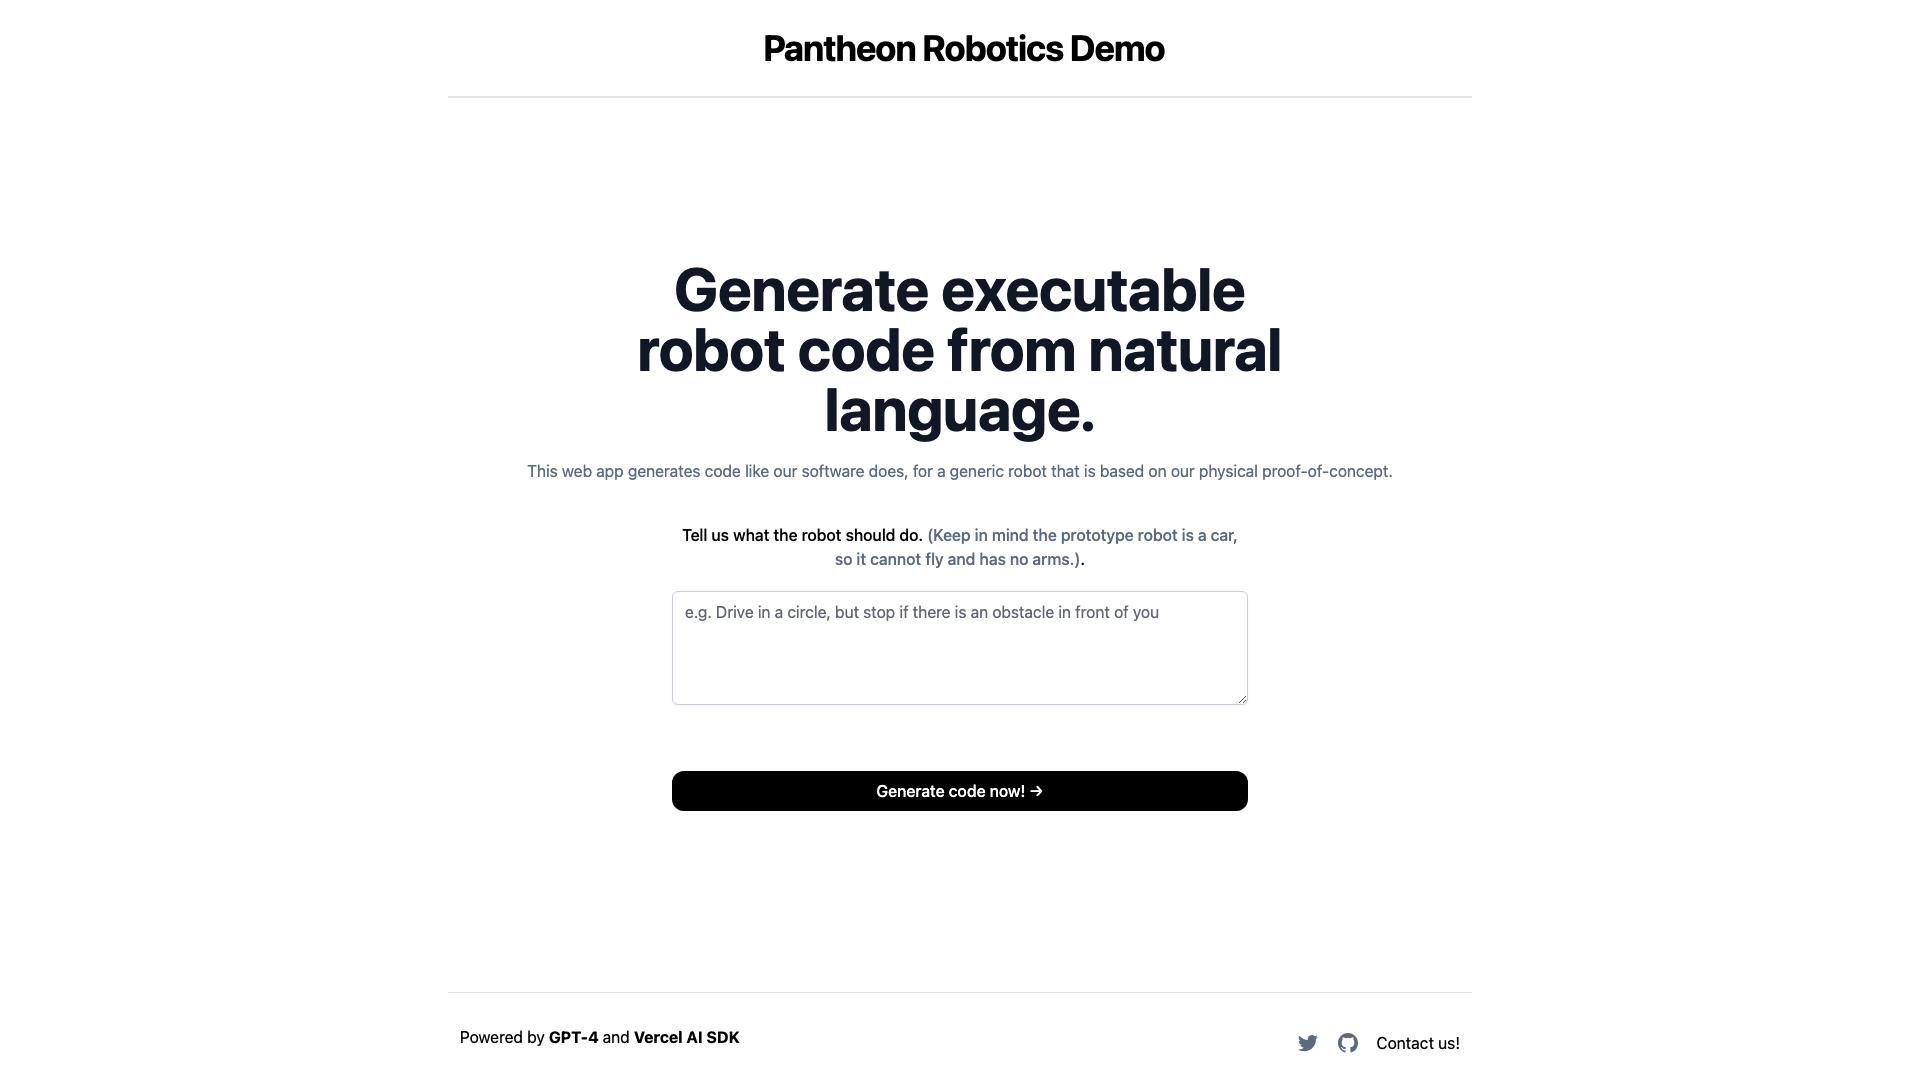 Pantheon Robotics Demo
Generate executable
robot code from natural
language.
This web app generates code like our software does, for a generic robot that is based on our physical proof-of-concept.
Tell us what the robot should do. (Keep in mind the prototype robot is a car,
so it cannot fly and has no arms.).
e.g. Drive in a circle, but stop if there is an obstacle in front of you
Generate code now! →
Powered by GPT-4 and Vercel AI SDK
Contact us!